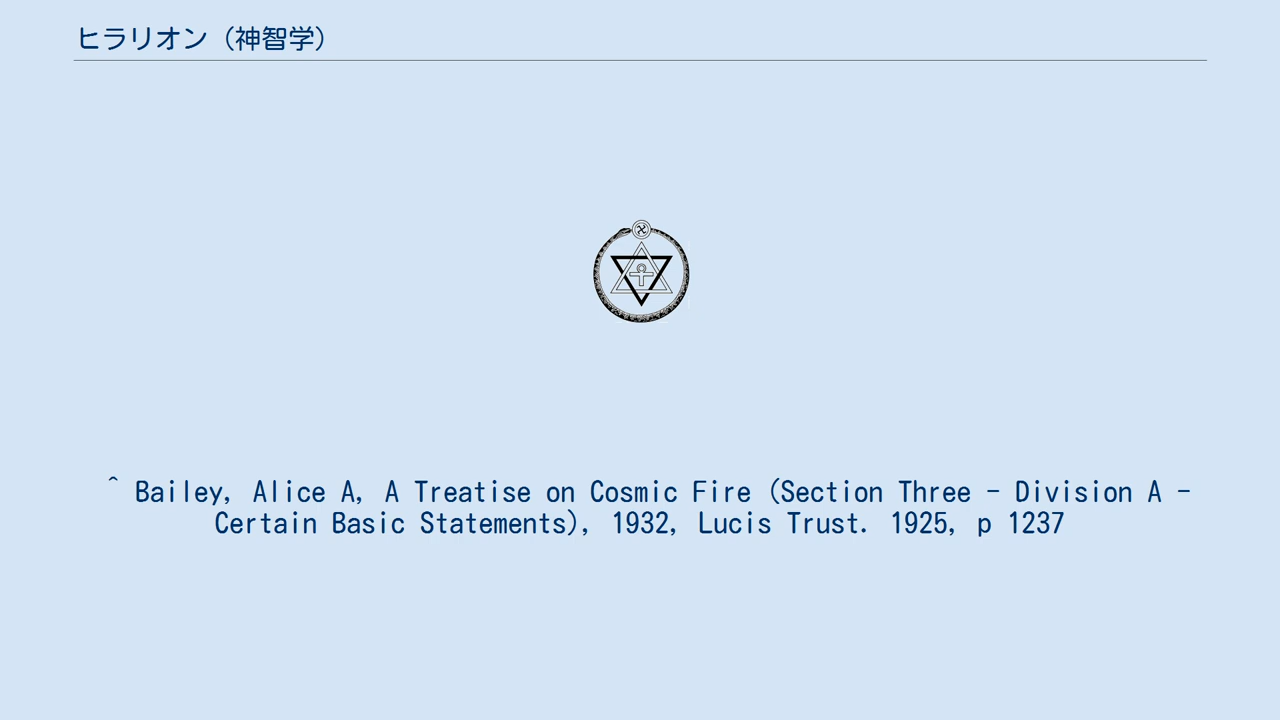 ヒラリオン（神智学）
^ Bailey, Alice A, A Treatise on Cosmic Fire (Section Three - Division A -
Certain Basic Statements), 1932, Lucis Trust. 1925, p 1237